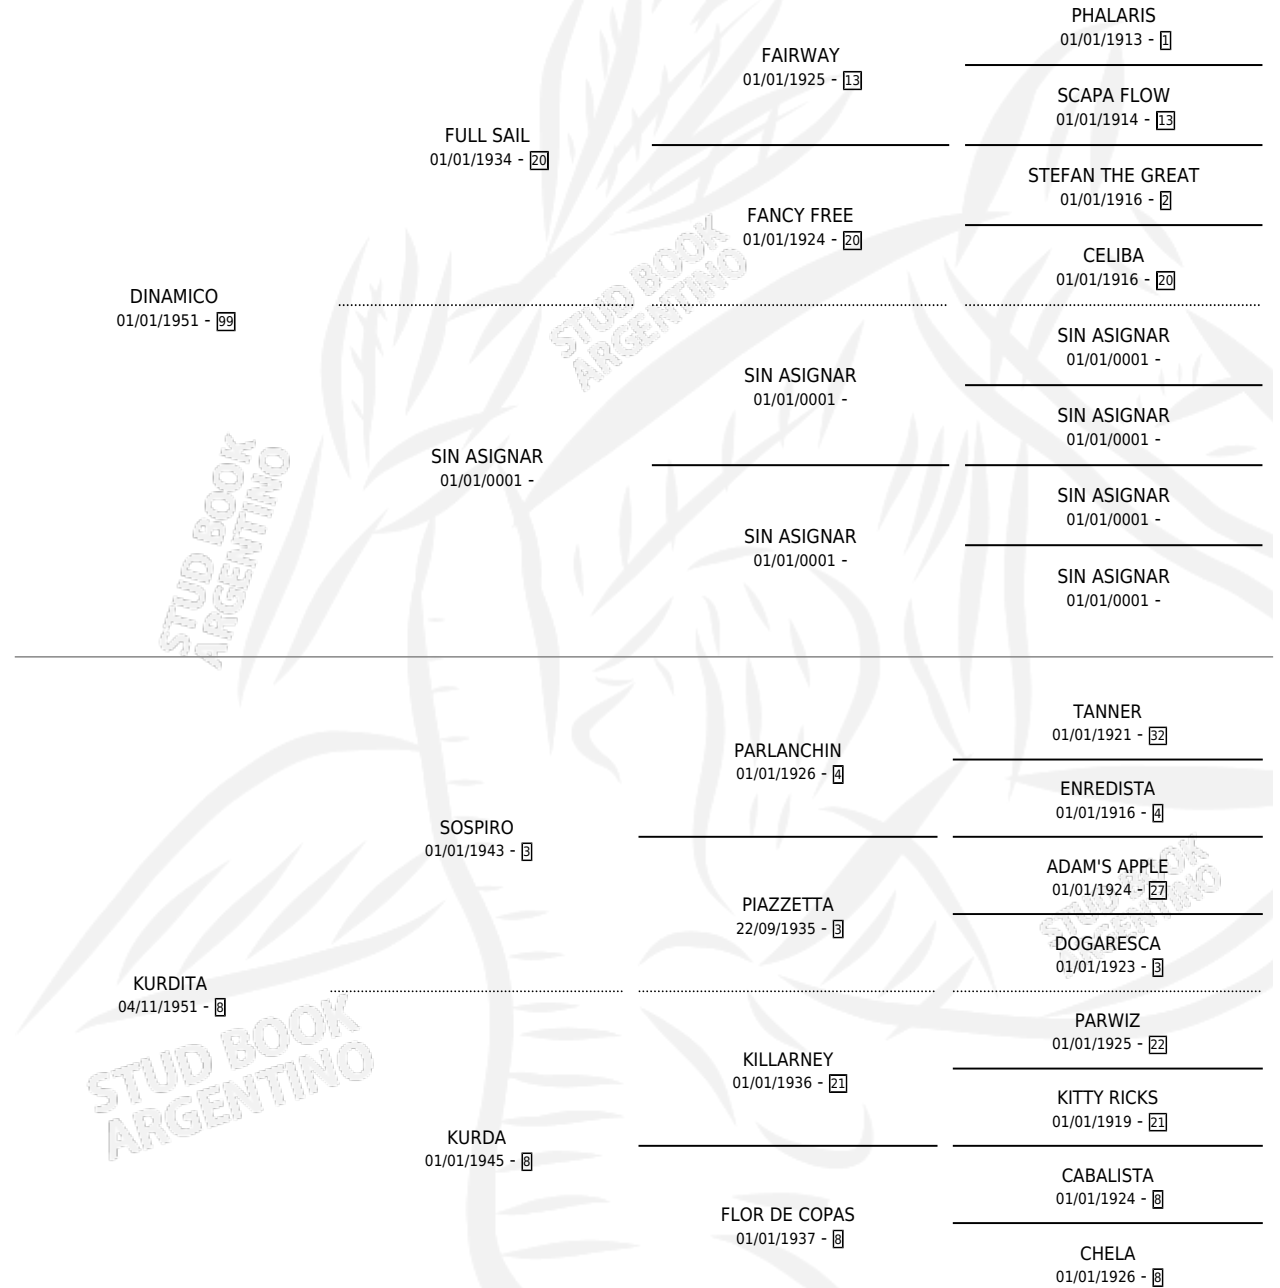 PHALARIS
01/01/1913 - 1
FAIRWAY
01/01/1925 - 13
SCAPA FLOW
01/01/1914 - 13
FULL SAIL
01/01/1934 - 20
STEFAN THE GREAT
01/01/1916 - 2
FANCY FREE
01/01/1924 - 20
CELIBA
01/01/1916 - 20
DINAMICO
01/01/1951 - 99
SIN ASIGNAR
01/01/0001 -
SIN ASIGNAR
01/01/0001 -
SIN ASIGNAR
01/01/0001 -
SIN ASIGNAR
01/01/0001 -
SIN ASIGNAR
01/01/0001 -
SIN ASIGNAR
01/01/0001 -
SIN ASIGNAR
01/01/0001 -
STUD BOOK
ARGENTINO
STUD BOOK
ARGENTINO
TANNER
01/01/1921 - 32
PARLANCHIN
01/01/1926 - 4
ENREDISTA
01/01/1916 - 4
SOSPIRO
01/01/1943 - 3
ADAM'S APPLE
01/01/1924 - 27
PIAZZETTA
22/09/1935 - 3
DOGARESCA
01/01/1923 - 3
KURDITA
04/11/1951 - 8
PARWIZ
01/01/1925 - 22
KILLARNEY
01/01/1936 - 21
KITTY RICKS
01/01/1919 - 21
KURDA
01/01/1945 - 8
CABALISTA
01/01/1924 - 8
FLOR DE COPAS
01/01/1937 - 8
CHELA
01/01/1926 - 8
STUD BOOK
ARGENTINO
STUD BOOK
ARGENTINO